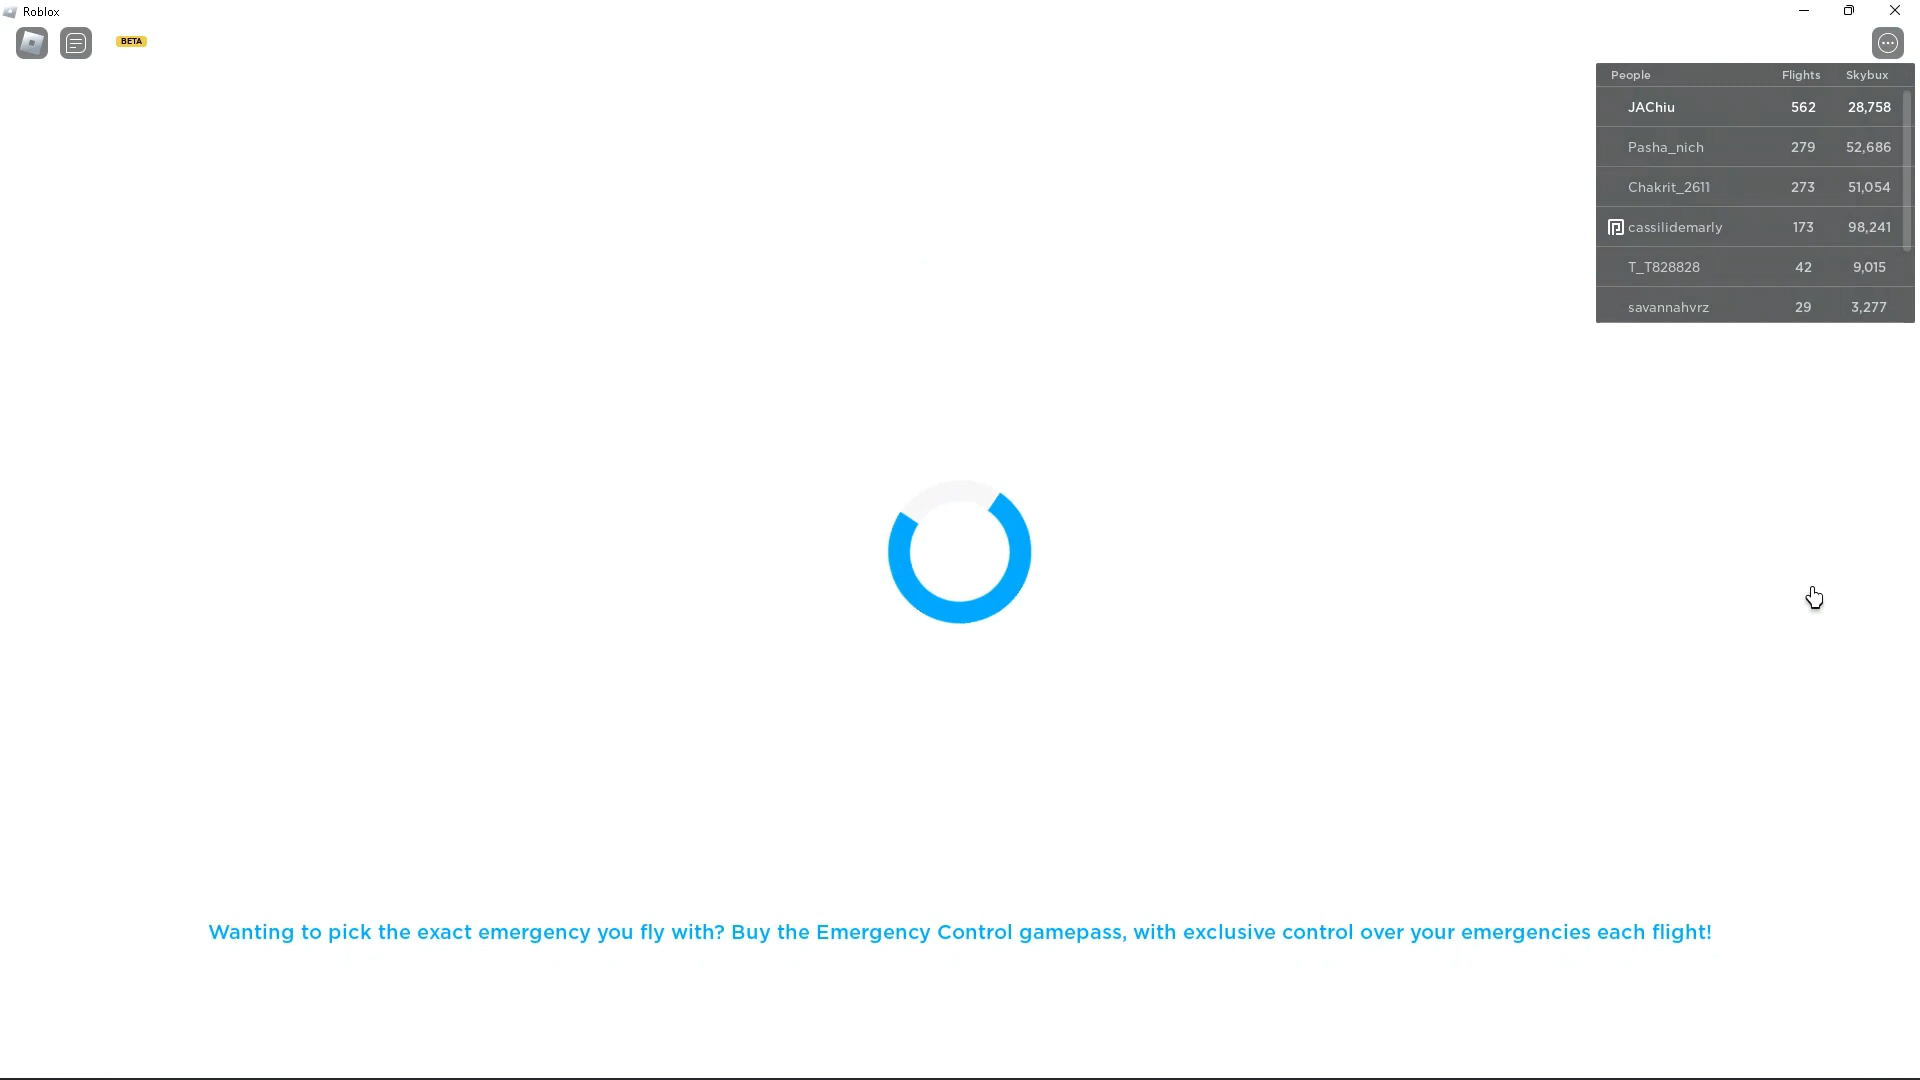 Roblox
BETA
People Flights Skybux
JAChiu 562 28,758
Pasha_nich 279 52,686
Chakrit_2611 273 51,054
cassilidemarly 173 98,241
T_T828828 42 9,015
savannahvrz 29 3,277
Wanting to pick the exact emergency you fly with? Buy the Emergency Control gamepass, with exclusive control over your emergencies each flight!